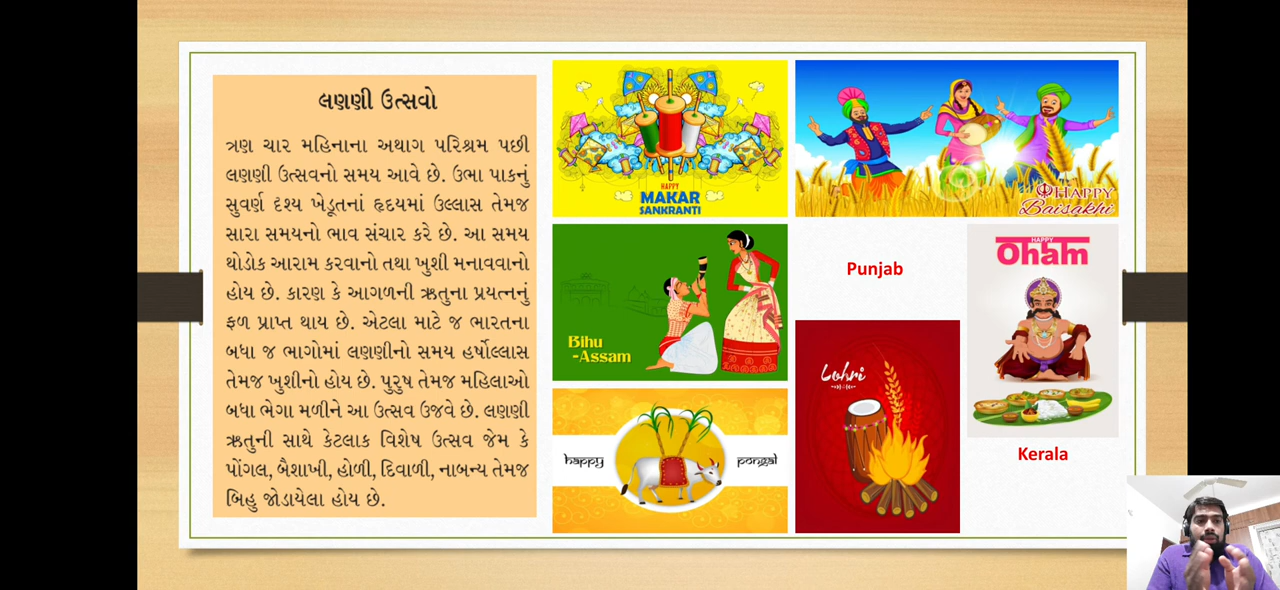 લણણી ઉત્સવો
ત્રણ ચાર મહિનાના અથાગ પરિશ્રમ પછી
લણણી ઉત્સવનો સમય આવે છે. ઉભા પાકનું
સુવર્ણ દૃશ્ય ખેડૂતનાં હૃદયમાં ઉલ્લાસ તેમજ
સારા સમયનો ભાવ સંચાર કરે છે. આ સમય
થોડોક આરામ કરવાનો તથા ખુશી મનાવવાનો
હોય છે. કારણ કે આગળની ઋતુના પ્રયત્નનું
ફળ પ્રાપ્ત થાય છે. એટલા માટે જ ભારતના
બધા જ ભાગોમાં લણણીનો સમય હર્ષોલ્લાસ
તેમજ ખુશીનો હોય છે. પુરુષ તેમજ મહિલાઓ
બધા ભેગા મળીને આ ઉત્સવ ઉજવે છે. લણણી
ઋતુની સાથે કેટલાક વિશેષ ઉત્સવ જેમ કે
પોંગલ, બૈશાખી, હોળી, દિવાળી, નાબન્ય તેમજ
બિહુ જોડાયેલા હોય છે.
HAPPY
MAKAR
SANKRANTI
HAPPY
Baisakhi
Bihu
-Assam
Punjab
HAPPY
Onam
Lohri
happy pongal
Kerala